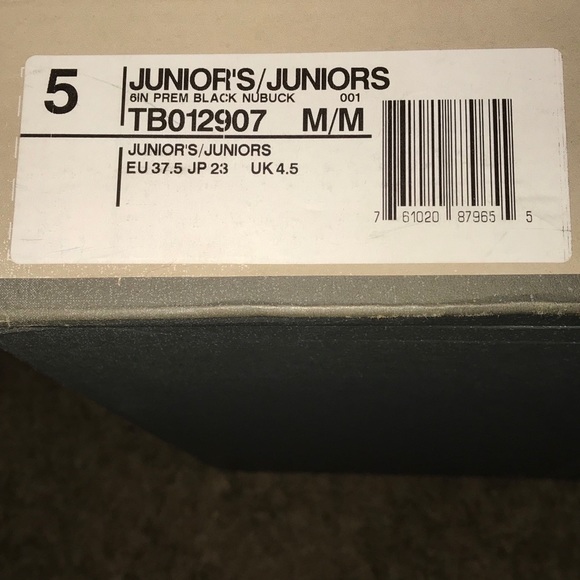 5
JUNIOR'S/JUNIORS
6IN PREM BLACK NUBUCK 001
TB012907 M/M
JUNIOR'S/JUNIORS
EU 37.5 JP 23 UK 4.5
7 61020 87965 5